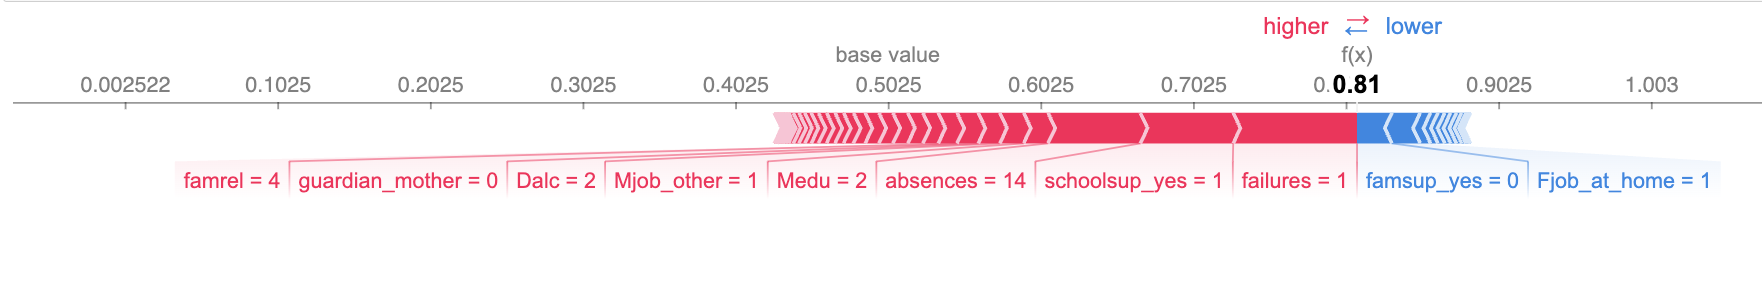 higher ⇄ lower
base value f(x)
0.002522 0.1025 0.2025 0.3025 0.4025 0.5025 0.6025 0.7025 0. 0.81 0.9025 1.003
famrel = 4 guardian_mother = 0 Dalc = 2 Mjob_other = 1 Medu = 2 absences = 14 schoolsup_yes = 1 failures = 1 famsup_yes = 0 Fjob_at_home = 1